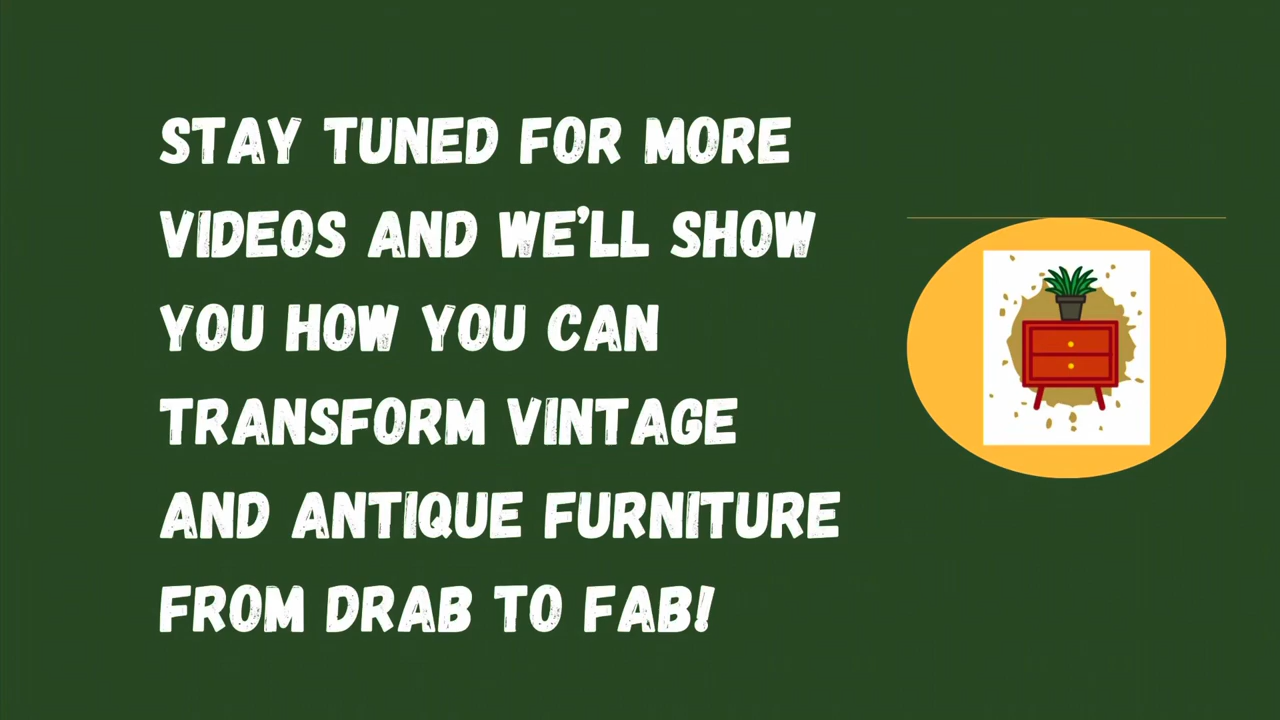 STAY TUNED FOR MORE
VIDEOS AND WE’LL SHOW
YOU HOW YOU CAN
TRANSFORM VINTAGE
AND ANTIQUE FURNITURE
FROM DRAB TO FAB!